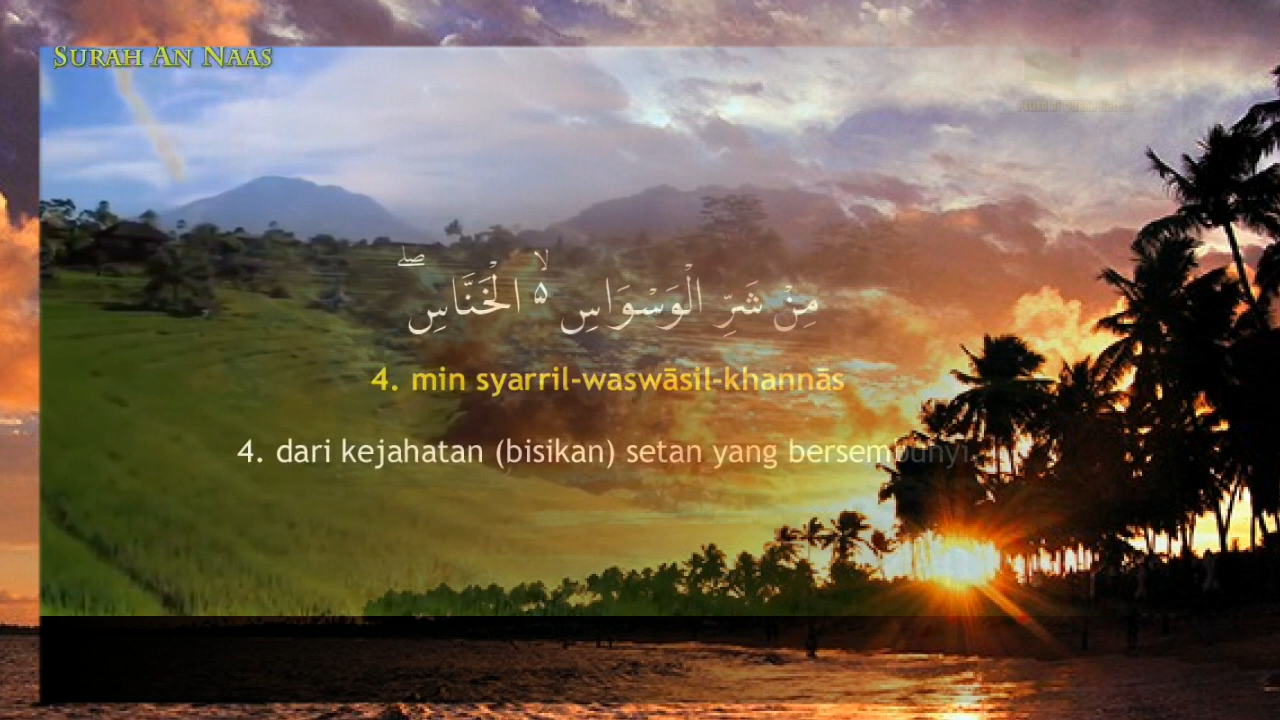 SURAH AN NAAS
مِنْ شَرِّ الْوَسْوَاسِ ەۙ الْخَنَّاسِۖ
4. min syarril-waswāsil-khannās
4. dari kejahatan (bisikan) setan yang bersembunyi,